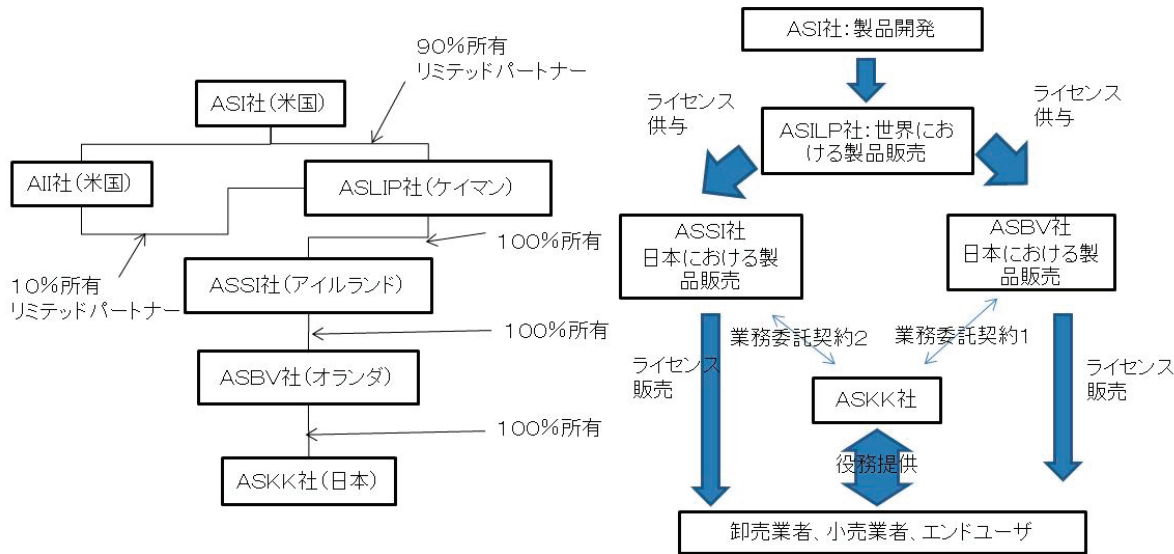 90%所有
リミテッドパートナー
ASI社(米国)
AII社(米国)
ASLIP社(ケイマン)
100%所有
10%所有
リミテッドパートナー
ASSI社(アイルランド)
100%所有
ASBV社(オランダ)
100%所有
ASKK社(日本)
ASI社:製品開発
ライセンス
供与
ライセンス
供与
ASILP社:世界にお
ける製品販売
ASSI社
日本における製
品販売
ASBV社
日本における製
品販売
業務委託契約2
業務委託契約1
ライセンス
販売
ライセンス
販売
ASKK社
役務提供
卸売業者、小売業者、エンドユーザ